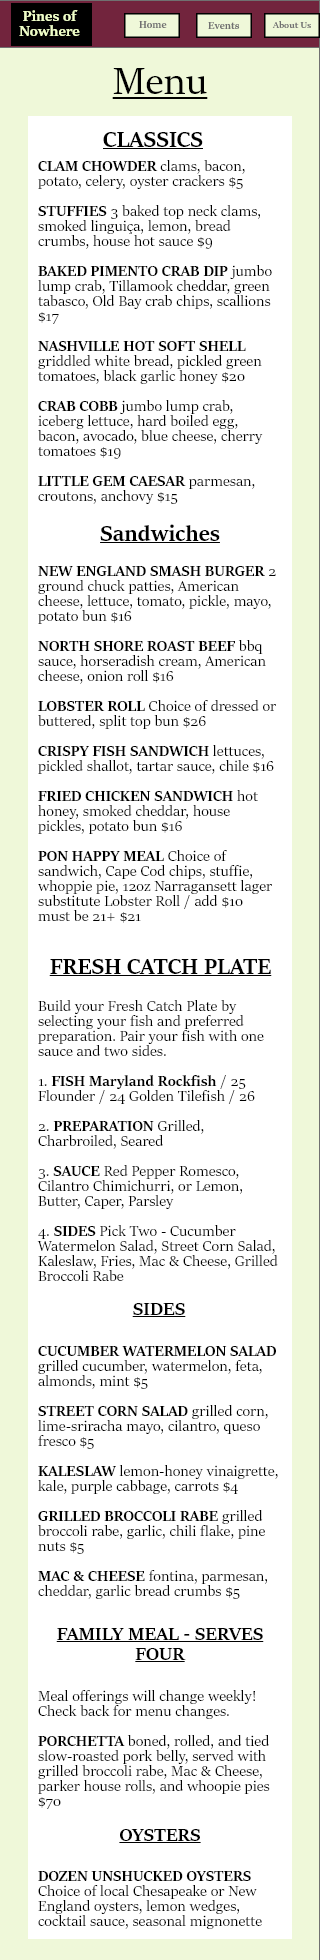 Pines of
Nowhere
Home
Events
About Us
Menu
CLASSICS
CLAM CHOWDER clams, bacon,
potato, celery, oyster crackers $5
STUFFIES 3 baked top neck clams,
smoked linguiça, lemon, bread
crumbs, house hot sauce $9
BAKED PIMENTO CRAB DIP jumbo
lump crab, Tillamook cheddar, green
tabasco, Old Bay crab chips, scallions
$17
NASHVILLE HOT SOFT SHELL
griddled white bread, pickled green
tomatoes, black garlic honey $20
CRAB COBB jumbo lump crab,
iceberg lettuce, hard boiled egg,
bacon, avocado, blue cheese, cherry
tomatoes $19
LITTLE GEM CAESAR parmesan,
croutons, anchovy $15
Sandwiches
NEW ENGLAND SMASH BURGER 2
ground chuck patties, American
cheese, lettuce, tomato, pickle, mayo,
potato bun $16
NORTH SHORE ROAST BEEF bbq
sauce, horseradish cream, American
cheese, onion roll $16
LOBSTER ROLL Choice of dressed or
buttered, split top bun $26
CRISPY FISH SANDWICH lettuces,
pickled shallot, tartar sauce, chile $16
FRIED CHICKEN SANDWICH hot
honey, smoked cheddar, house
pickles, potato bun $16
PON HAPPY MEAL Choice of
sandwich, Cape Cod chips, stuffie,
whoppie pie, 12oz Narragansett lager
substitute Lobster Roll / add $10
must be 21+ $21
FRESH CATCH PLATE
Build your Fresh Catch Plate by
selecting your fish and preferred
preparation. Pair your fish with one
sauce and two sides.
1. FISH Maryland Rockfish / 25
Flounder / 24 Golden Tilefish / 26
2. PREPARATION Grilled,
Charbroiled, Seared
3. SAUCE Red Pepper Romesco,
Cilantro Chimichurri, or Lemon,
Butter, Caper, Parsley
4. SIDES Pick Two - Cucumber
Watermelon Salad, Street Corn Salad,
Kaleslaw, Fries, Mac & Cheese, Grilled
Broccoli Rabe
SIDES
CUCUMBER WATERMELON SALAD
grilled cucumber, watermelon, feta,
almonds, mint $5
STREET CORN SALAD grilled corn,
lime-sriracha mayo, cilantro, queso
fresco $5
KALESLAW lemon-honey vinaigrette,
kale, purple cabbage, carrots $4
GRILLED BROCCOLI RABE grilled
broccoli rabe, garlic, chili flake, pine
nuts $5
MAC & CHEESE fontina, parmesan,
cheddar, garlic bread crumbs $5
FAMILY MEAL - SERVES
FOUR
Meal offerings will change weekly!
Check back for menu changes.
PORCHETTA boned, rolled, and tied
slow-roasted pork belly, served with
grilled broccoli rabe, Mac & Cheese,
parker house rolls, and whoopie pies
$70
OYSTERS
DOZEN UNSHUCKED OYSTERS
Choice of local Chesapeake or New
England oysters, lemon wedges,
cocktail sauce, seasonal mignonette